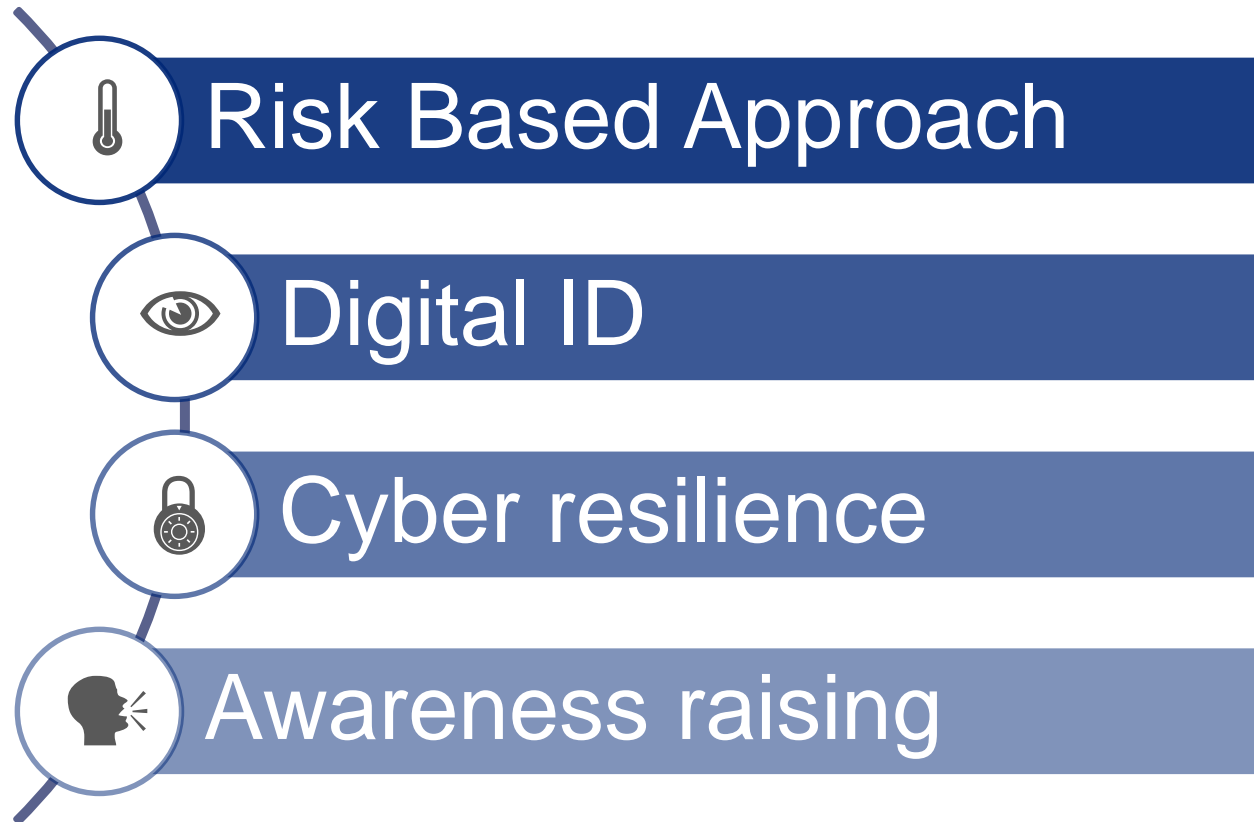 Risk Based Approach
Digital ID
Cyber resilience
Awareness raising